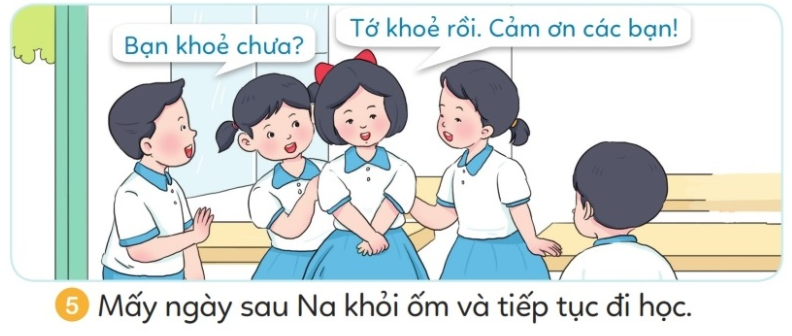 Bạn khoẻ chưa?
Tớ khoẻ rồi. Cảm ơn các bạn!
5 Mấy ngày sau Na khỏi ốm và tiếp tục đi học.